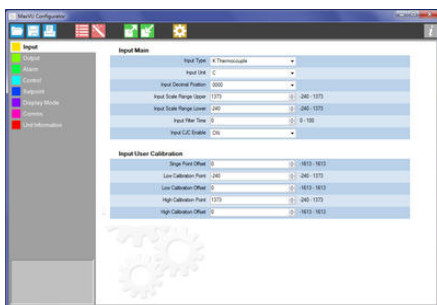 MaxVU Configurator
Input
Output
Alarm
Control
Setpoint
Display Mode
Comms
Unit Information
Input Main
Input Type K Thermocouple
Input Unit C
Input Decimal Position 0000
Input Scale Range Upper 1373 -240 - 1373
Input Scale Range Lower -240 -240 - 1373
Input Filter Time 0 0 - 100
Input CJC Enable ON
Input User Calibration
Single Point Offset 0 -1613 - 1613
Low Calibration Point -240 -240 - 1373
Low Calibration Offset 0 -1613 - 1613
High Calibration Point 1373 -240 - 1373
High Calibration Offset 0 -1613 - 1613